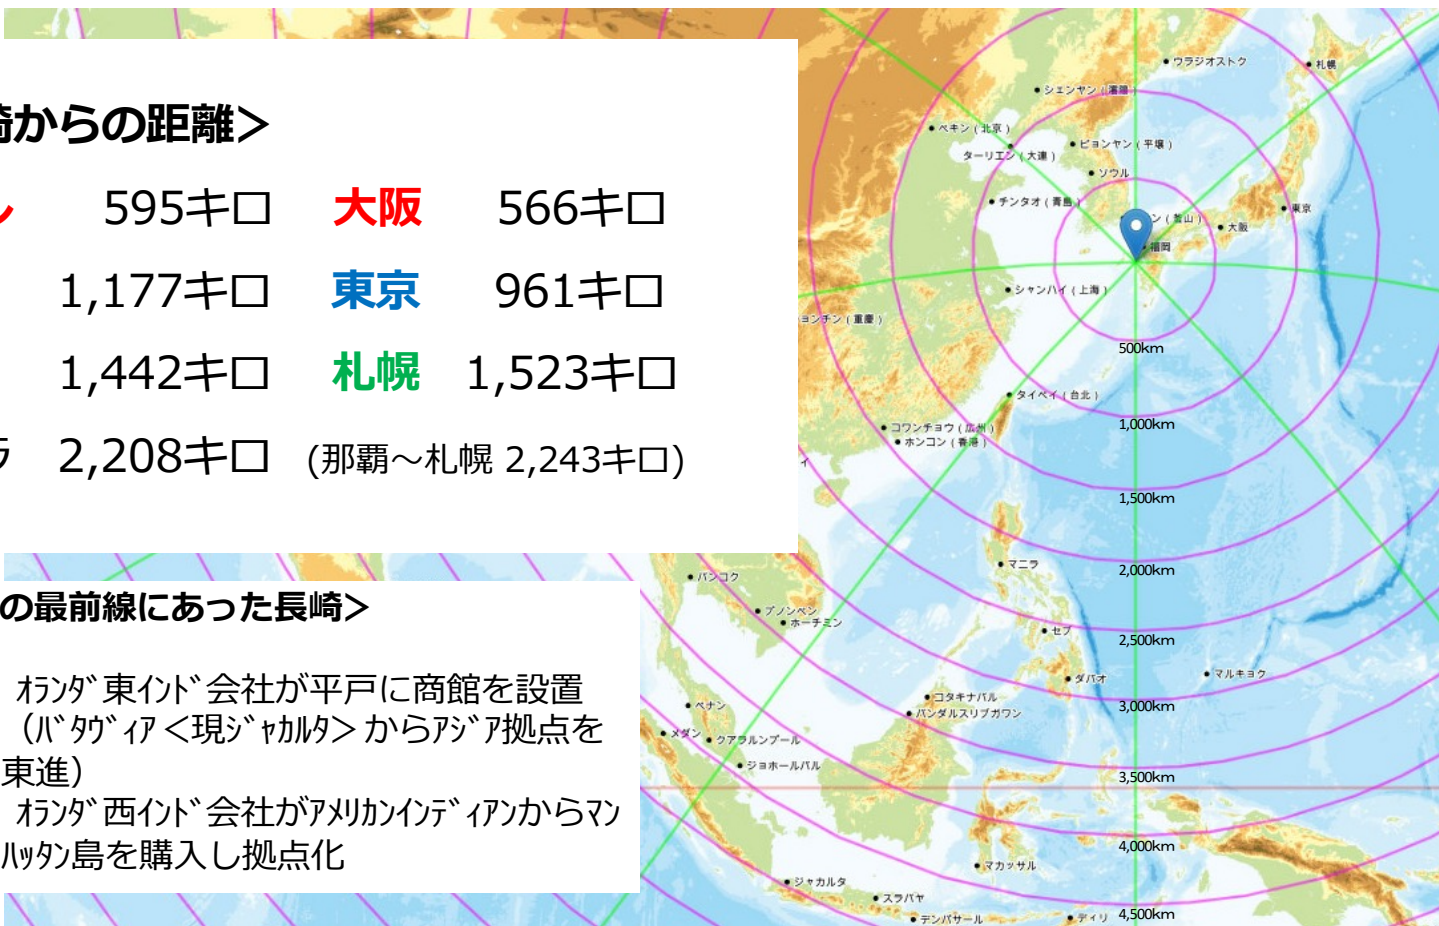 崎からの距離＞
595キロ 大阪 566キロ
1,177キロ 東京 961キロ
1,442キロ 札幌 1,523キロ
ラ 2,208キロ (那覇～札幌 2,243キロ)
の最前線にあった長崎＞
ｵﾗﾝﾀﾞ東ｲﾝﾄﾞ会社が平戸に商館を設置
（ﾊﾞﾀｳﾞｨｱ＜現ｼﾞｬｶﾙﾀ＞からｱｼﾞｱ拠点を
東進）
ｵﾗﾝﾀﾞ西ｲﾝﾄﾞ会社がｱﾒﾘｶﾝｲﾝﾃﾞｨｱﾝからﾏﾝ
ﾊｯﾀﾝ島を購入し拠点化
ウラジオストク
札幌
シェンヤン（瀋陽
ペキン（北京）
ターリエン（大連）
ピョンヤン（平壌）
ソウル
チンタオ（青島）
ン（釜山）
東京
大阪
福岡
シャンハイ（上海）
ョンチン（重慶）
500km
タイペイ（台北）
1,000km
コワンチョウ（広州）
ホンコン（香港）
ィ
1,500km
マニラ
2,000km
バンコク
プノンペン
ホーチミン
セブ
2,500km
マルキョク
ダバオ
コタキナバル
バンダルスリブガワン
3,000km
ペナン
メダン
クアラルンプール
ジョホールバル
3,500km
4,000km
マカッサル
ジャカルタ
スラバヤ
デンパサール
ディリ
4,500km